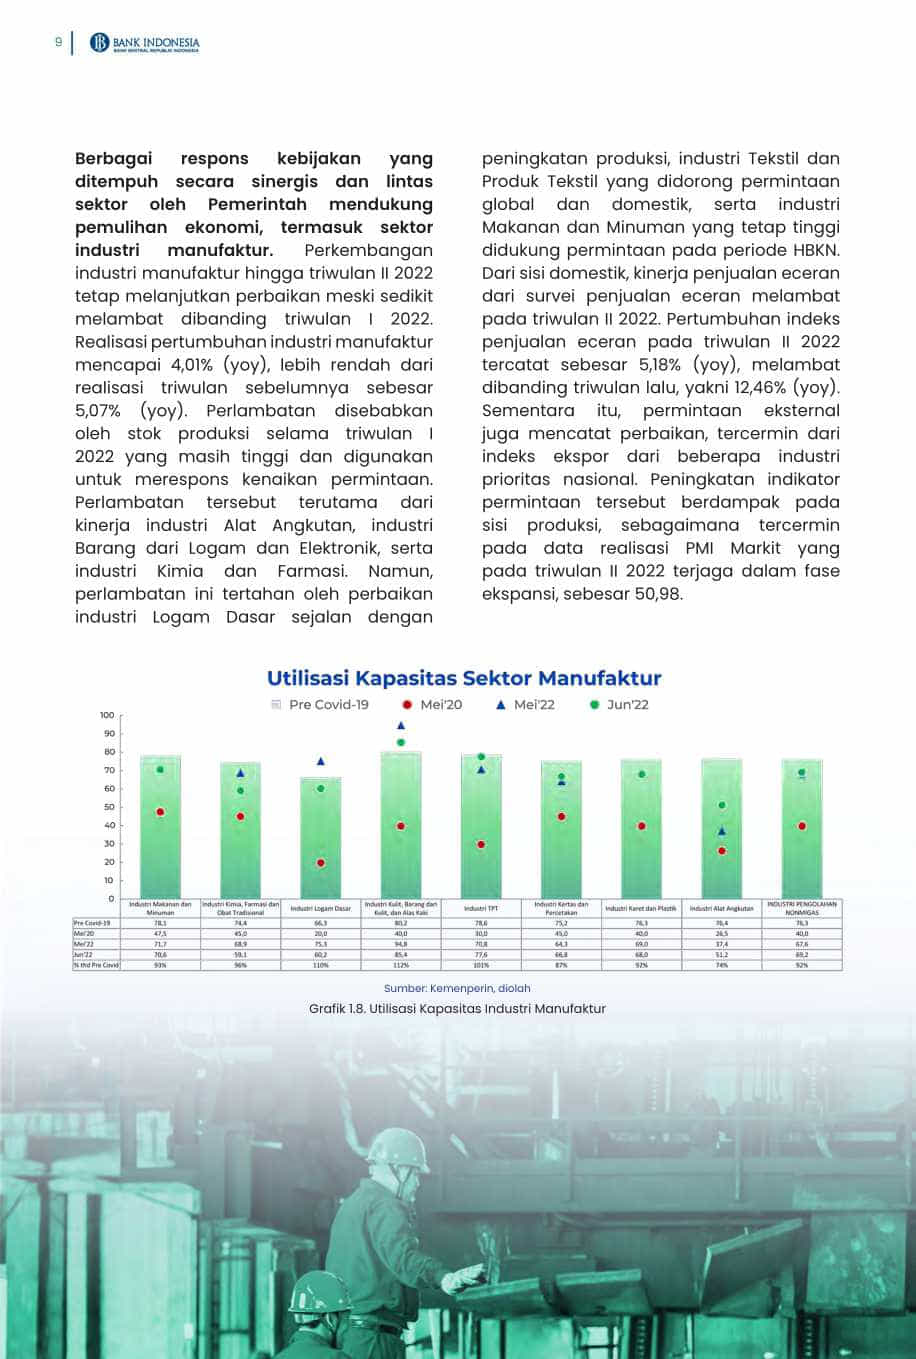 9
BANK INDONESIA
BANK SENTRAL REPUBLIK INDONESIA
Berbagai respons kebijakan yang
ditempuh secara sinergis dan lintas
sektor oleh Pemerintah mendukung
pemulihan ekonomi, termasuk sektor
industri manufaktur. Perkembangan
industri manufaktur hingga triwulan II 2022
tetap melanjutkan perbaikan meski sedikit
melambat dibanding triwulan I 2022.
Realisasi pertumbuhan industri manufaktur
mencapai 4,01% (yoy), lebih rendah dari
realisasi triwulan sebelumnya sebesar
5,07% (yoy). Perlambatan disebabkan
oleh stok produksi selama triwulan I
2022 yang masih tinggi dan digunakan
untuk merespons kenaikan permintaan.
Perlambatan tersebut terutama dari
kinerja industri Alat Angkutan, industri
Barang dari Logam dan Elektronik, serta
industri Kimia dan Farmasi. Namun,
perlambatan ini tertahan oleh perbaikan
industri Logam Dasar sejalan dengan
peningkatan produksi, industri Tekstil dan
Produk Tekstil yang didorong permintaan
global dan domestik, serta industri
Makanan dan Minuman yang tetap tinggi
didukung permintaan pada periode HBKN.
Dari sisi domestik, kinerja penjualan eceran
dari survei penjualan eceran melambat
pada triwulan II 2022. Pertumbuhan indeks
penjualan eceran pada triwulan II 2022
tercatat sebesar 5,18% (yoy), melambat
dibanding triwulan lalu, yakni 12,46% (yoy).
Sementara itu, permintaan eksternal
juga mencatat perbaikan, tercermin dari
indeks ekspor dari beberapa industri
prioritas nasional. Peningkatan indikator
permintaan tersebut berdampak pada
sisi produksi, sebagaimana tercermin
pada data realisasi PMI Markit yang
pada triwulan II 2022 terjaga dalam fase
ekspansi, sebesar 50,98.
Utilisasi Kapasitas Sektor Manufaktur
Pre Covid-19 Mei'20 Mei'22 Jun'22
100
90
80
70
60
50
40
30
20
10
0
Industri Makanan dan Industri Kimia, Farmasi dan Industri Logam Dasar Industri Kulit, Barang dari Industri TPT Industri Kertas dan Industri Karet dan Plastik Industri Alat Angkutan INDUSTRI PENGOLAHAN
Minuman Obat Tradisional Kulit, dan Alas Kaki Percetakan NONMIGAS
Pre Covid-19 78,1 74,4 66,3 80,2 78,6 75,2 76,3 76,4 76,3
Mei'20 47,5 45,0 20,0 40,0 30,0 45,0 40,0 26,5 40,0
Mei'22 71,7 68,9 75,3 94,8 70,8 64,3 69,0 37,4 67,6
Jun'22 70,6 59,1 60,2 85,4 77,6 66,8 68,0 51,2 69,2
% thd Pre Covid 93% 96% 110% 112% 101% 87% 92% 74% 92%
Sumber: Kemenperin, diolah
Grafik 1.8. Utilisasi Kapasitas Industri Manufaktur